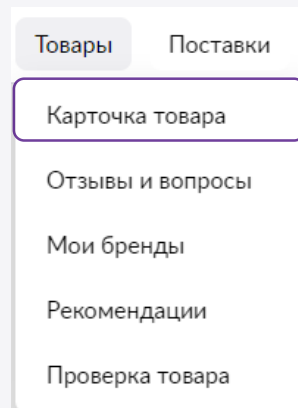 Товары Поставки
Карточка товара
Отзывы и вопросы
Мои бренды
Рекомендации
Проверка товара